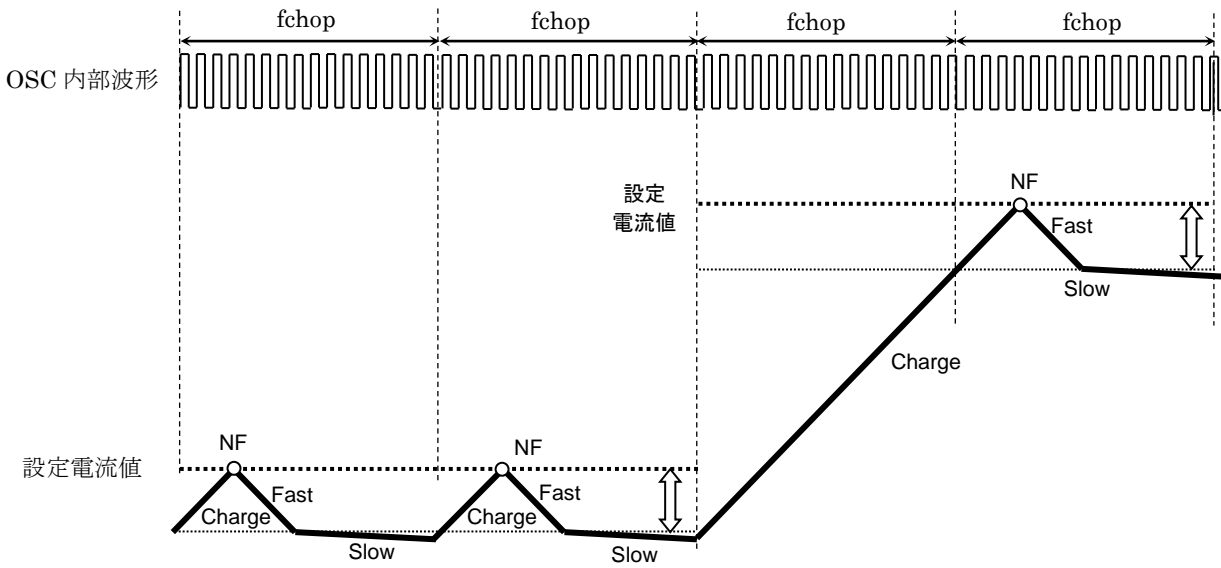 fchop fchop fchop fchop
OSC 内部波形
設定
電流値
NF
Fast
Slow
Charge
設定電流値
NF
Fast
Charge
Slow
NF
Fast
Charge
Slow